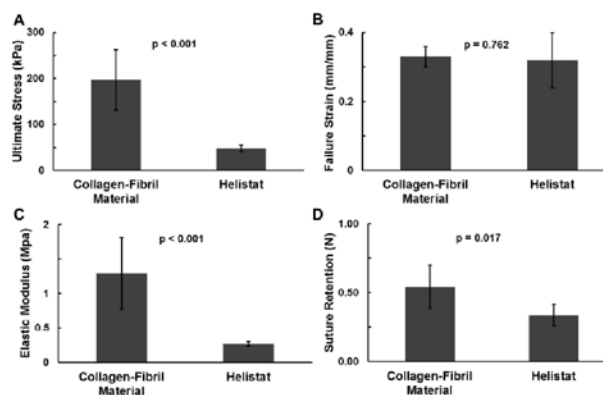 A
300
200
100
0
Ultimate Stress (kPa)
p < 0.001
Collagen-Fibril
Material
Helistat
B
0.4
0.2
0
Failure Strain (mm/mm)
p = 0.762
Collagen-Fibril
Material
Helistat
C
2
1
0.5
0
Elastic Modulus (Mpa)
p < 0.001
Collagen-Fibril
Material
Helistat
D
1.00
0.50
0.00
Suture Retention (N)
p = 0.017
Collagen-Fibril
Material
Helistat